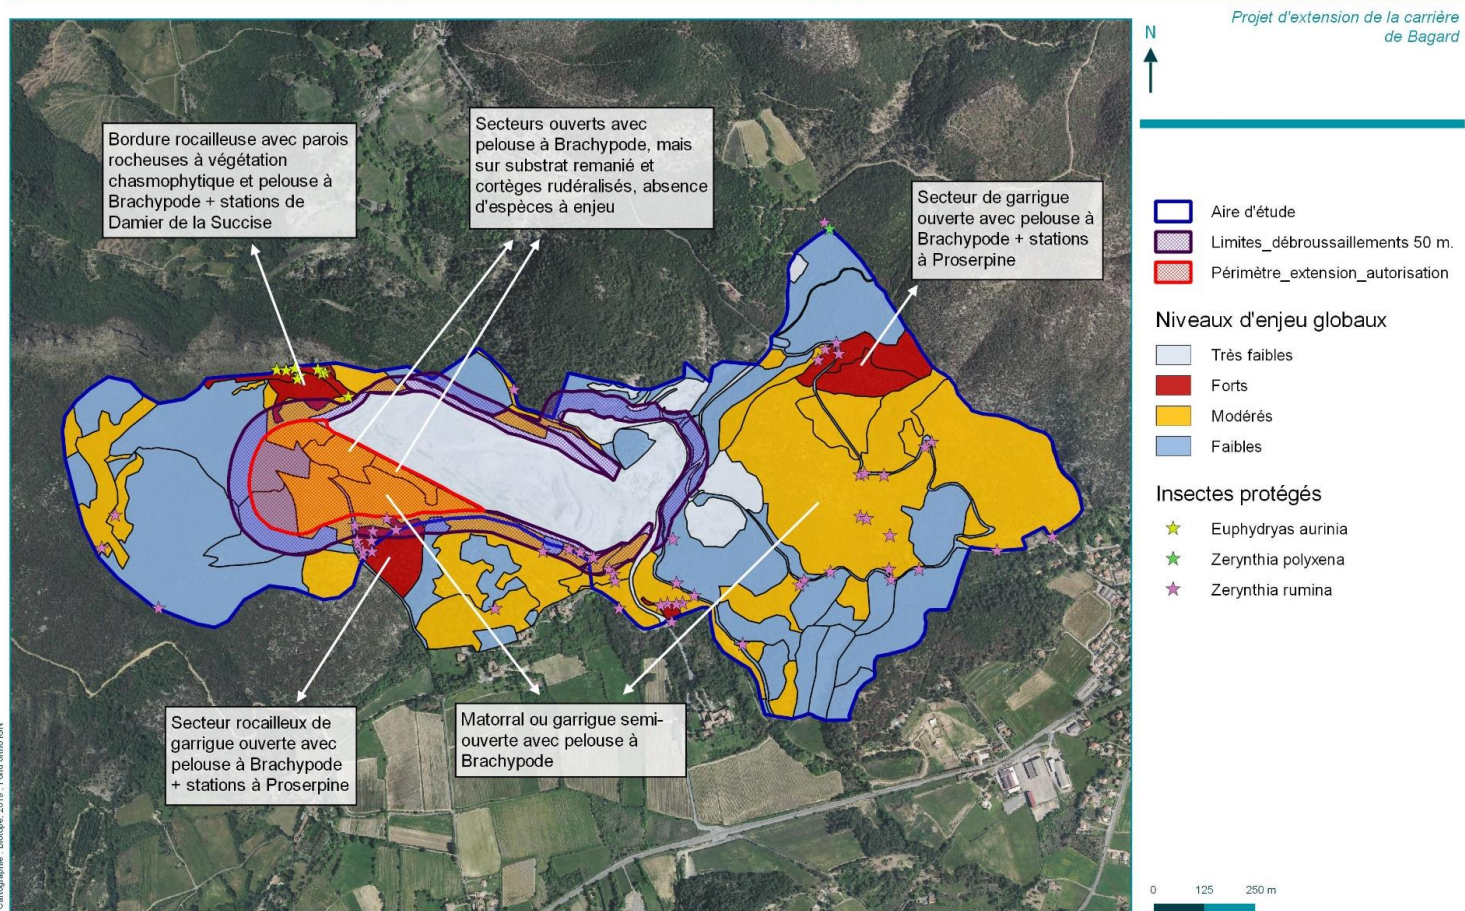 Projet d'extension de la carrière
de Bagard
N
Bordure rocailleuse avec parois
rocheuses à végétation
chasmophytique et pelouse à
Brachypode + stations de
Damier de la Succise
Secteurs ouverts avec
pelouse à Brachypode, mais
sur substrat remanié et
cortèges rudéralisés, absence
d'espèces à enjeu
Secteur de garrigue
ouverte avec pelouse à
Brachypode + stations
à Proserpine
Secteur rocailleux de
garrigue ouverte avec
pelouse à Brachypode
+ stations à Proserpine
Matorral ou garrigue semi-
ouverte avec pelouse à
Brachypode
Aire d'étude
Limites_débroussaillements 50 m.
Périmètre_extension_autorisation
Niveaux d'enjeu globaux
Très faibles
Forts
Modérés
Faibles
Insectes protégés
Euphydryas aurinia
Zerynthia polyxena
Zerynthia rumina
0 125 250 m
Cartographie : Biotope, 2019